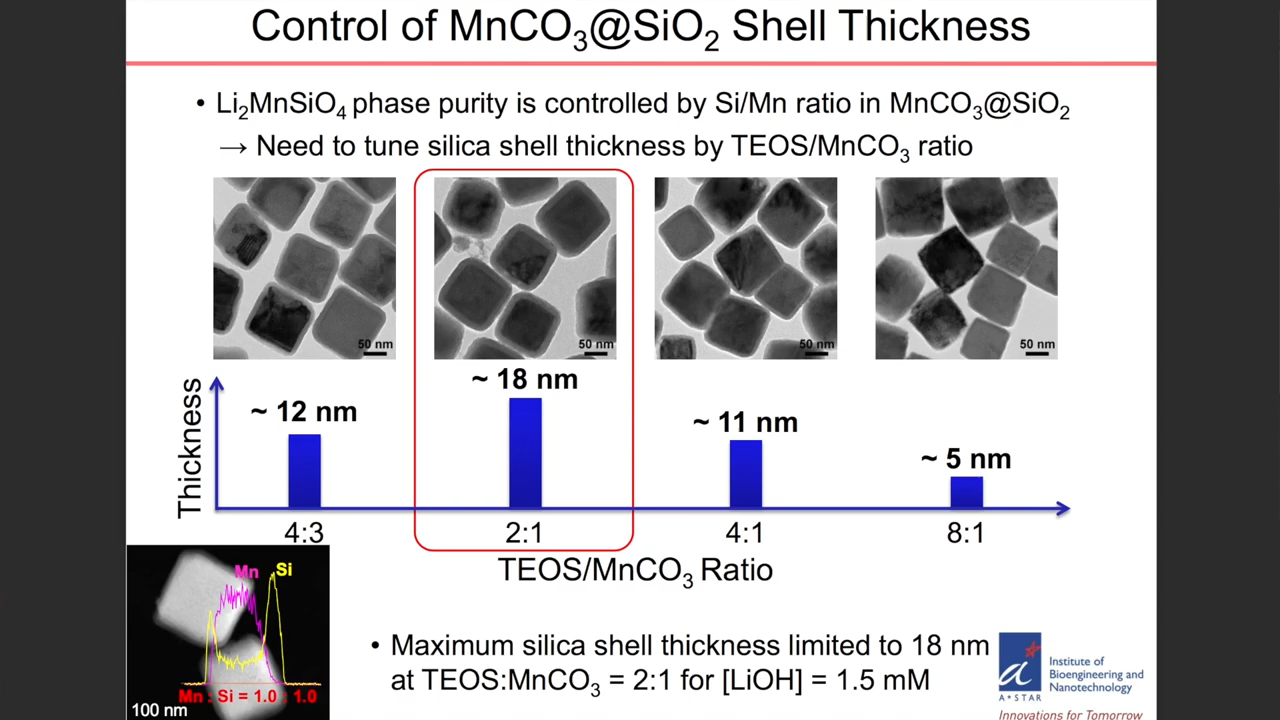 Control of MnCO3@SiO2 Shell Thickness
• Li2MnSiO4 phase purity is controlled by Si/Mn ratio in MnCO3@SiO2
→ Need to tune silica shell thickness by TEOS/MnCO3 ratio
50 nm
50 nm
50 nm
50 nm
Thickness
~ 12 nm
~ 18 nm
~ 11 nm
~ 5 nm
4:3
2:1
4:1
8:1
TEOS/MnCO3 Ratio
Mn
Si
Mn : Si = 1.0 : 1.0
100 nm
• Maximum silica shell thickness limited to 18 nm
at TEOS:MnCO3 = 2:1 for [LiOH] = 1.5 mM
a
A★STAR
Institute of
Bioengineering and
Nanotechnology
Innovations for Tomorrow